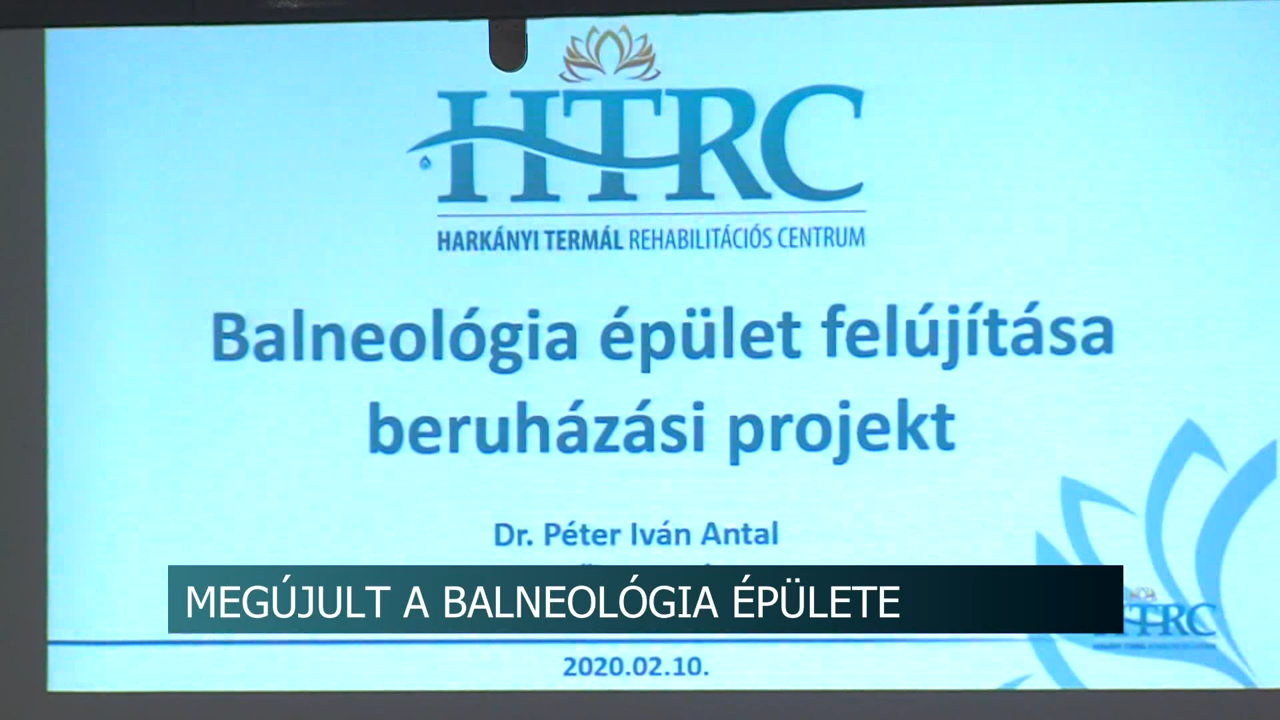 HTRC
HARKÁNYI TERMÁL REHABILITÁCIÓS CENTRUM
Balneológia épület felújítása
beruházási projekt
Dr. Péter Iván Antal
MEGÚJULT A BALNEOLÓGIA ÉPÜLETE
HTRC
2020.02.10.